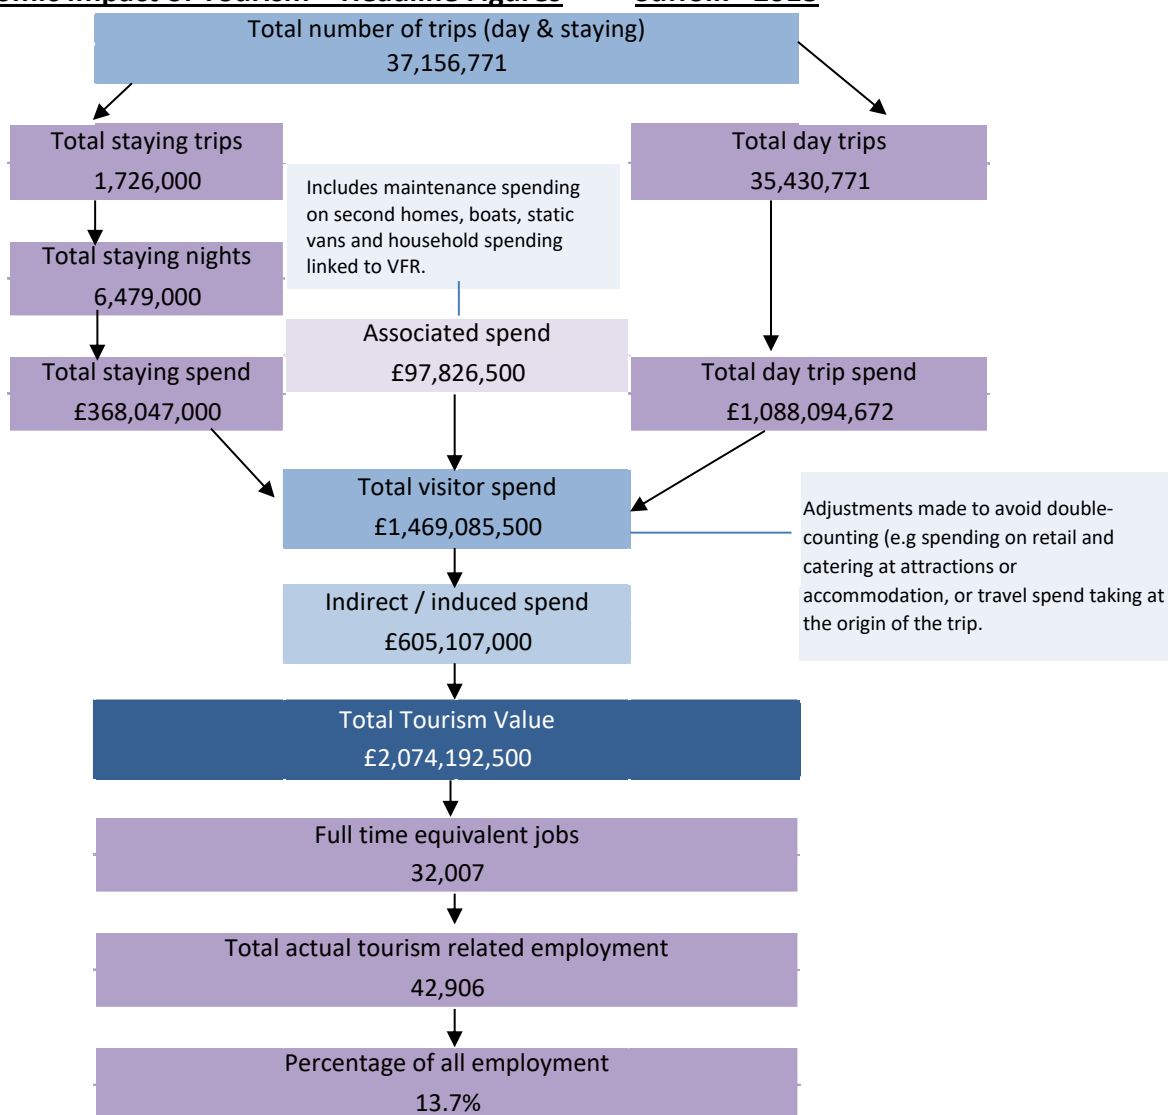 Impact of Tourism – Headline Figures
Total number of trips (day & staying)
37,156,771
Total staying trips
1,726,000
Total day trips
35,430,771
Includes maintenance spending
on second homes, boats, static
vans and household spending
linked to VFR.
Total staying nights
6,479,000
Associated spend
£97,826,500
Total staying spend
£368,047,000
Total day trip spend
£1,088,094,672
Total visitor spend
£1,469,085,500
Adjustments made to avoid double-
counting (e.g spending on retail and
catering at attractions or
accommodation, or travel spend taking at
the origin of the trip.
Indirect / induced spend
£605,107,000
Total Tourism Value
£2,074,192,500
Full time equivalent jobs
32,007
Total actual tourism related employment
42,906
Percentage of all employment
13.7%